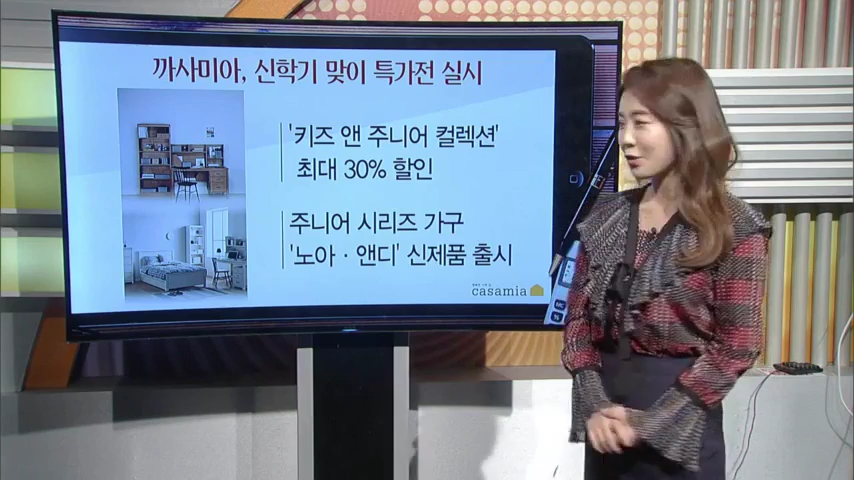 까사미아, 신학기 맞이 특가전 실시
'키즈 앤 주니어 컬렉션'
최대 30% 할인
주니어 시리즈 가구
'노아 · 앤디' 신제품 출시
casamia